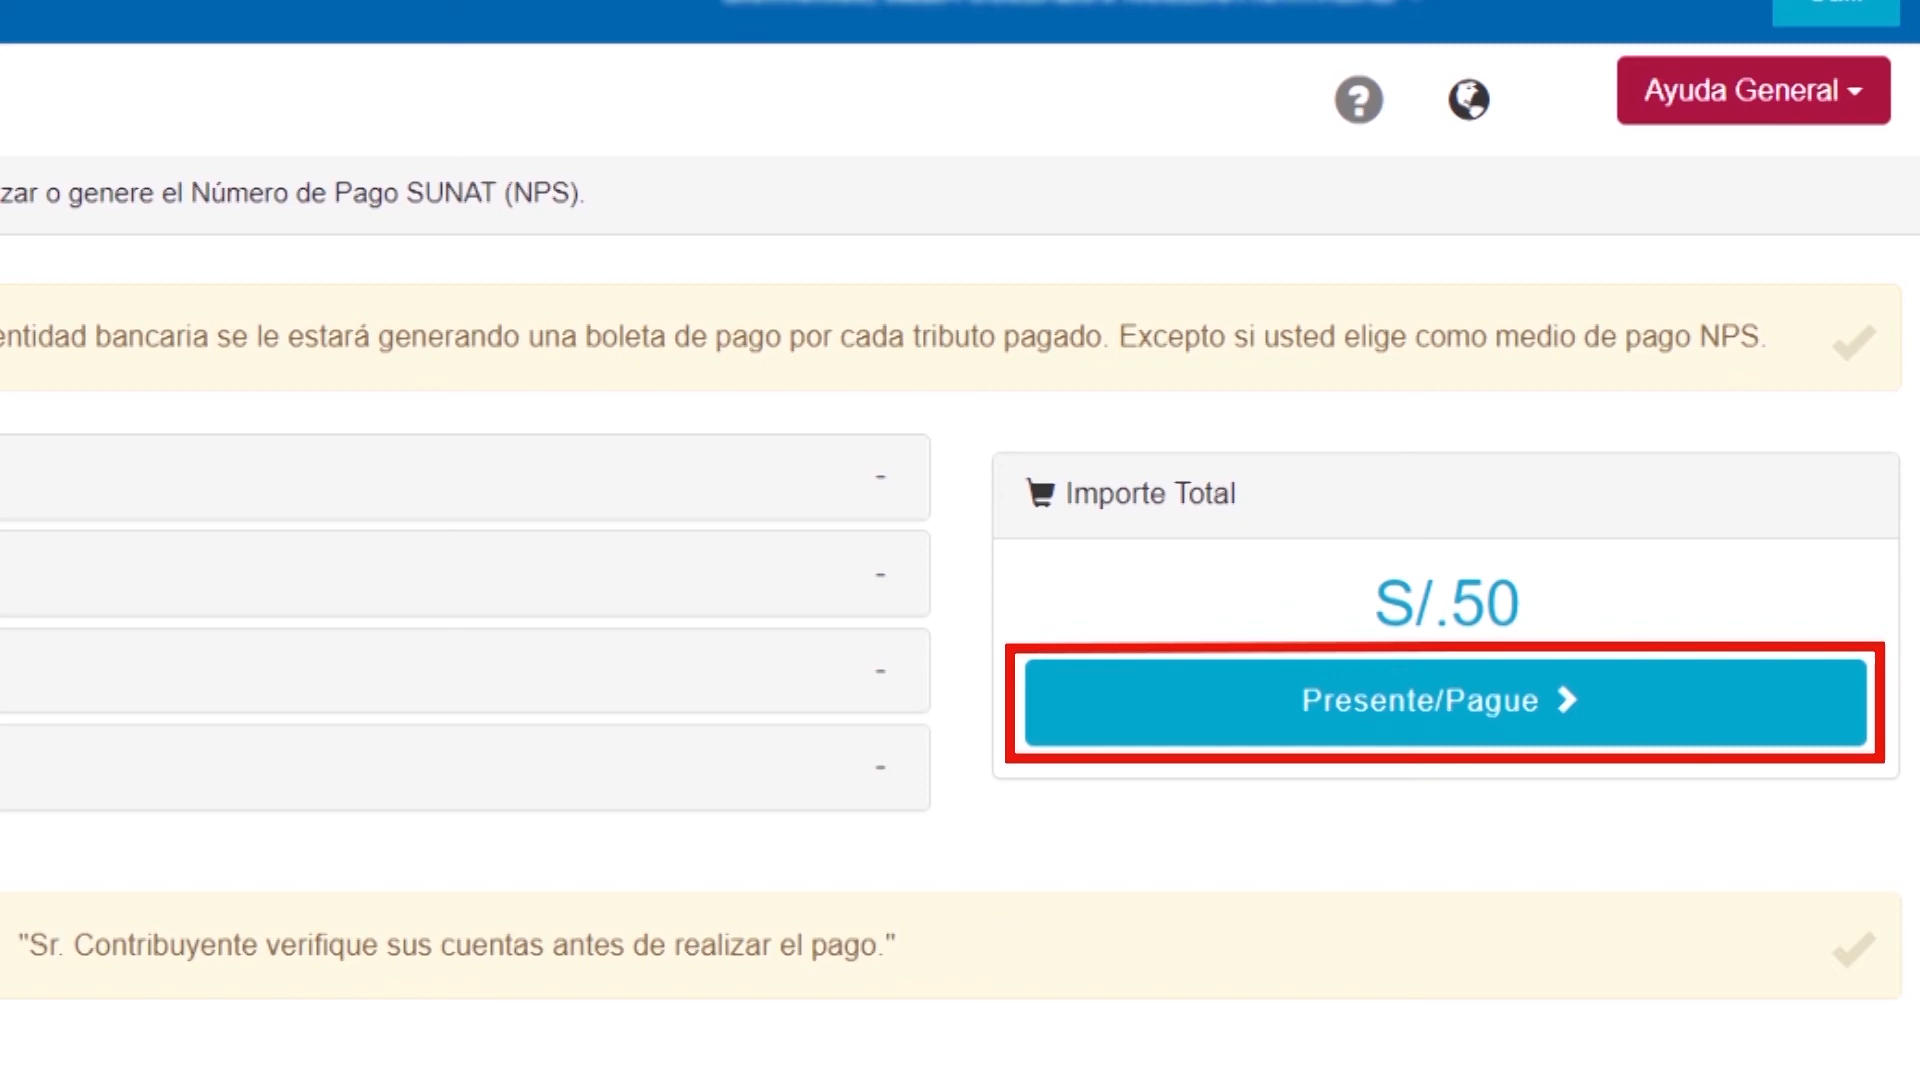 Ayuda General
zar o genere el Número de Pago SUNAT (NPS).
entidad bancaria se le estará generando una boleta de pago por cada tributo pagado. Excepto si usted elige como medio de pago NPS.
-
Importe Total
-
S/.50
-
Presente/Pague
-
"Sr. Contribuyente verifique sus cuentas antes de realizar el pago."